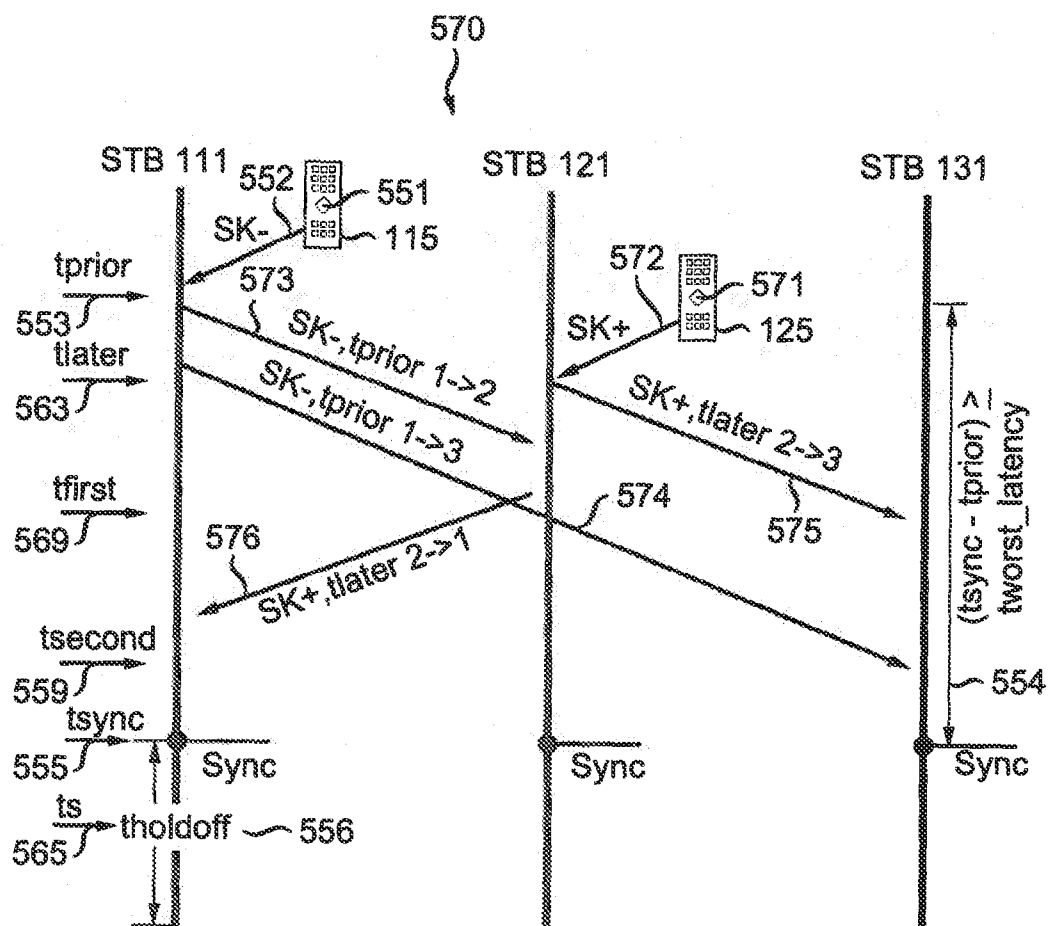 570
STB 111
STB 121
STB 131
552
551
SK-
115
tprior
553
573
572
571
SK+
125
SK-,tprior 1->2
tlater
563
SK-,tprior 1->3
SK+,tlater 2->3
(tsync - tprior) ≥
tworst_latency
tfirst
569
574
575
576
SK+,tlater 2->1
tsecond
559
554
tsync
555
Sync
Sync
Sync
ts
565
tholdoff
556